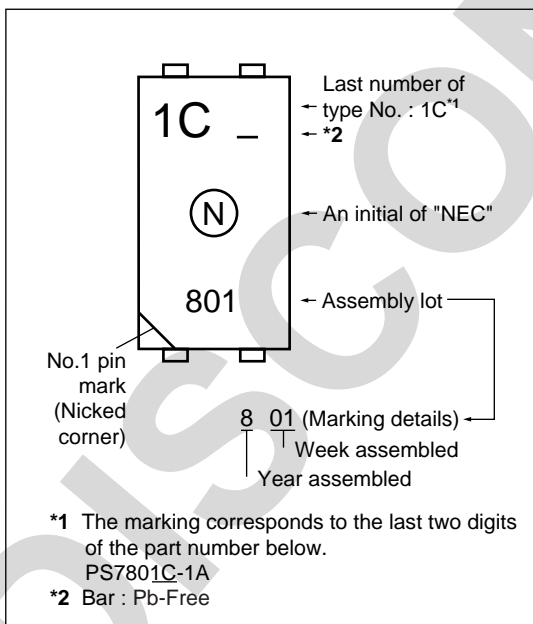 1C _
Last number of
type No. : 1C*1
*2
N
An initial of "NEC"
801
Assembly lot
No.1 pin
mark
(Nicked
corner)
8 01 (Marking details)
Week assembled
Year assembled
*1 The marking corresponds to the last two digits
of the part number below.
PS7801C-1A
*2 Bar : Pb-Free
DISCON